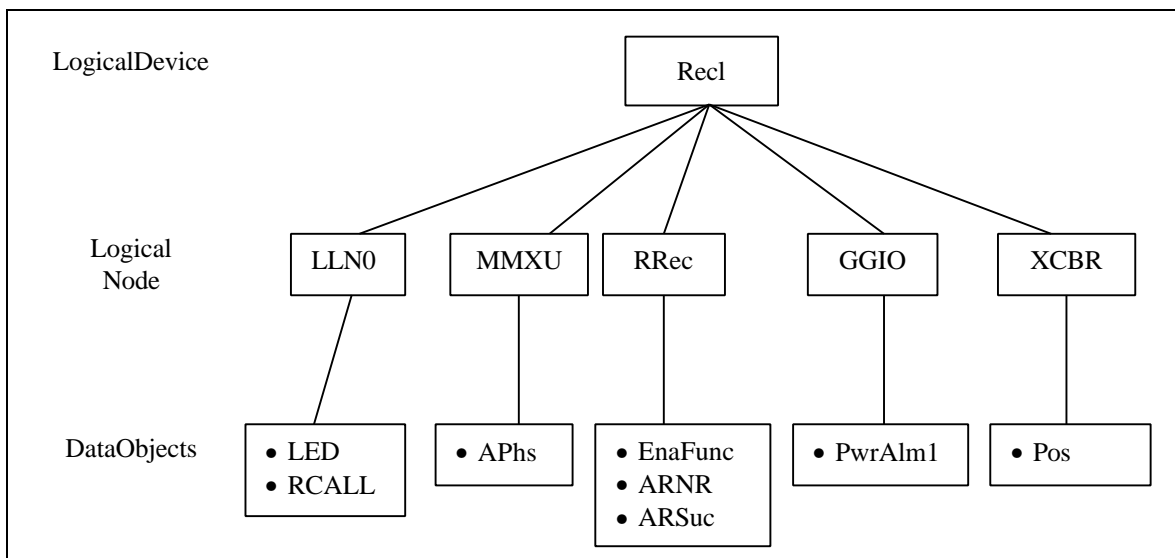 LogicalDevice
Recl
Logical
Node
LLN0
MMXU
RRec
GGIO
XCBR
DataObjects
• LED
• RCALL
• APhs
• EnaFunc
• ARNR
• ARSuc
• PwrAlm1
• Pos